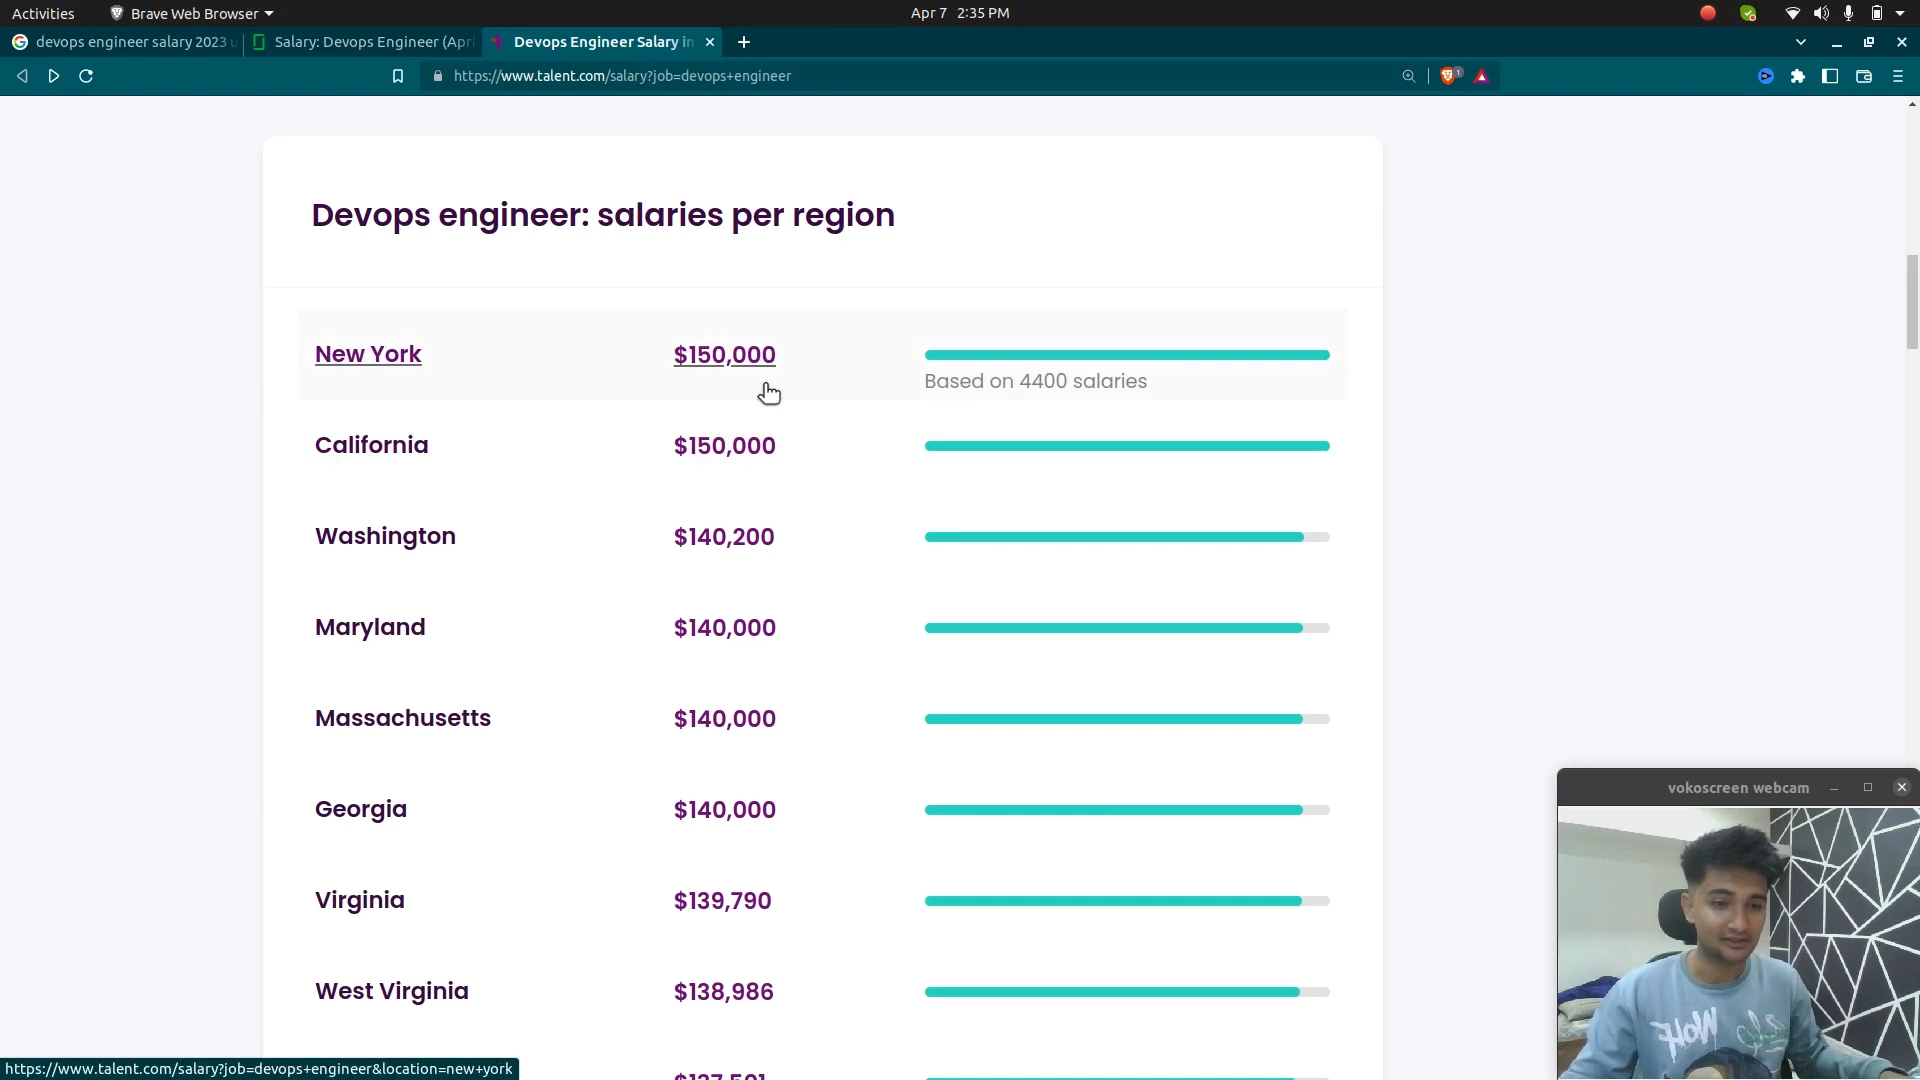 Activities
Brave Web Browser
Apr 7 2:35 PM
devops engineer salary 2023
Salary: Devops Engineer (Apri
Devops Engineer Salary in
https://www.talent.com/salary?job=devops+engineer
1
Devops engineer: salaries per region
New York $150,000
Based on 4400 salaries
California $150,000
Washington $140,200
Maryland $140,000
Massachusetts $140,000
Georgia $140,000
Virginia $139,790
West Virginia $138,986
vokoscreen webcam
https://www.talent.com/salary?job=devops+engineer&location=new+york